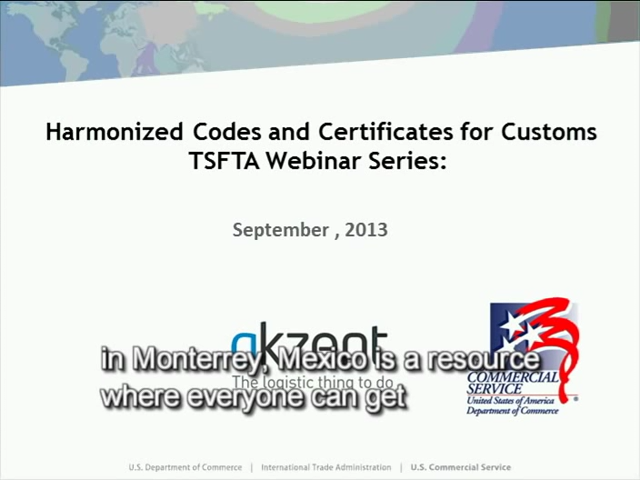 Harmonized Codes and Certificates for Customs
TSFTA Webinar Series:
September , 2013
akzent
The logistic thing to do
in Monterrey, Mexico is a resource
where everyone can get
COMMERCIAL
SERVICE
United States of America
Department of Commerce
U.S. Department of Commerce | International Trade Administration | U.S. Commercial Service